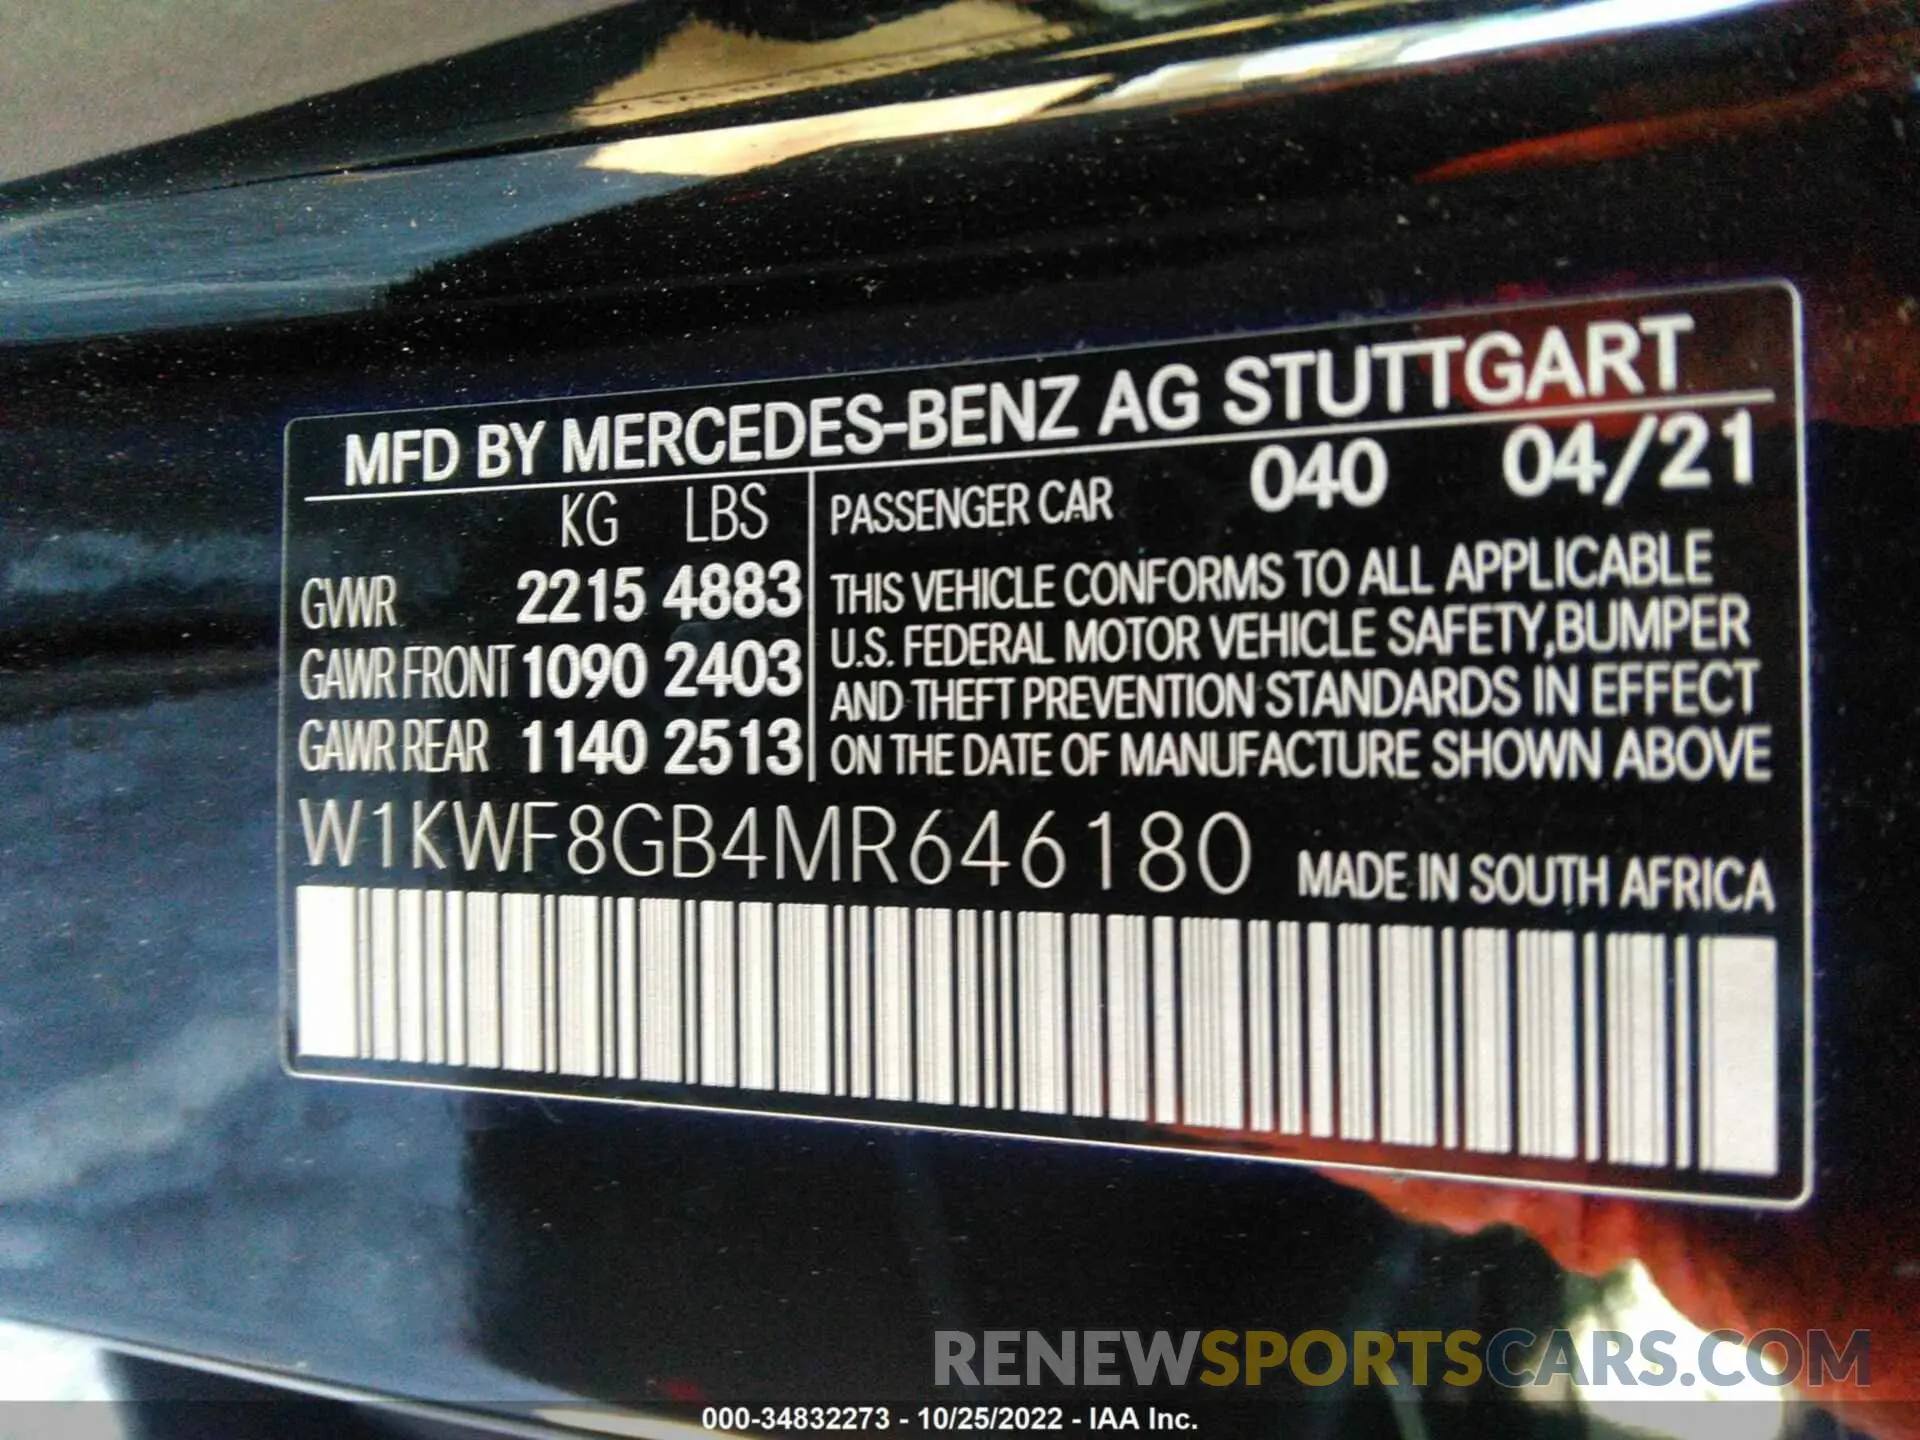 MFD BY MERCEDES-BENZ AG STUTTGART
KG LBS
GVWR 2215 4883
GAWR FRONT 1090 2403
GAWR REAR 1140 2513
PASSENGER CAR 040 04/21
THIS VEHICLE CONFORMS TO ALL APPLICABLE
U.S. FEDERAL MOTOR VEHICLE SAFETY,BUMPER
AND THEFT PREVENTION STANDARDS IN EFFECT
ON THE DATE OF MANUFACTURE SHOWN ABOVE
W1KWF8GB4MR646180 MADE IN SOUTH AFRICA
RENEWSPORTSCARS.COM
000-34832273 - 10/25/2022 - IAA Inc.